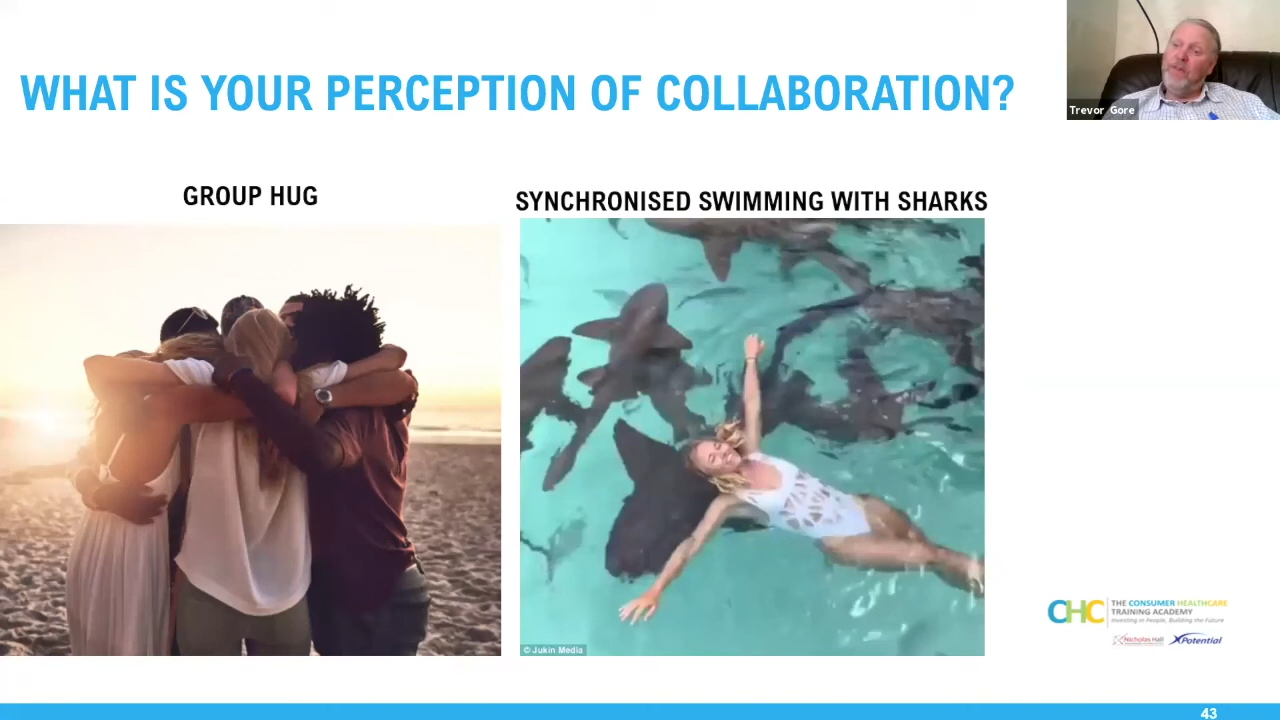 WHAT IS YOUR PERCEPTION OF COLLABORATION?
Trevor Gore
GROUP HUG
SYNCHRONISED SWIMMING WITH SHARKS
© Jukin Media
CHC THE CONSUMER HEALTHCARE
TRAINING ACADEMY
Investing in People, Building the Future
Nicholas Hall
XPotential
43